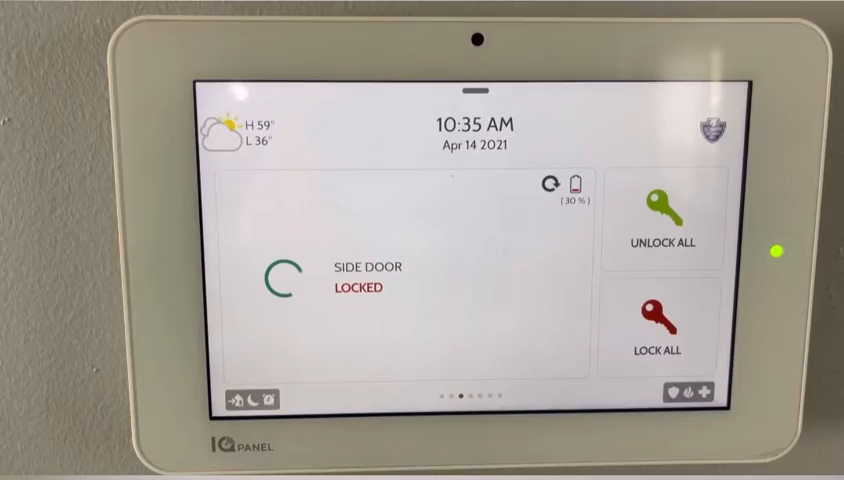 H 59°
L 36°
10:35 AM
Apr 14 2021
(30 %)
SIDE DOOR
LOCKED
UNLOCK ALL
LOCK ALL
IQ PANEL